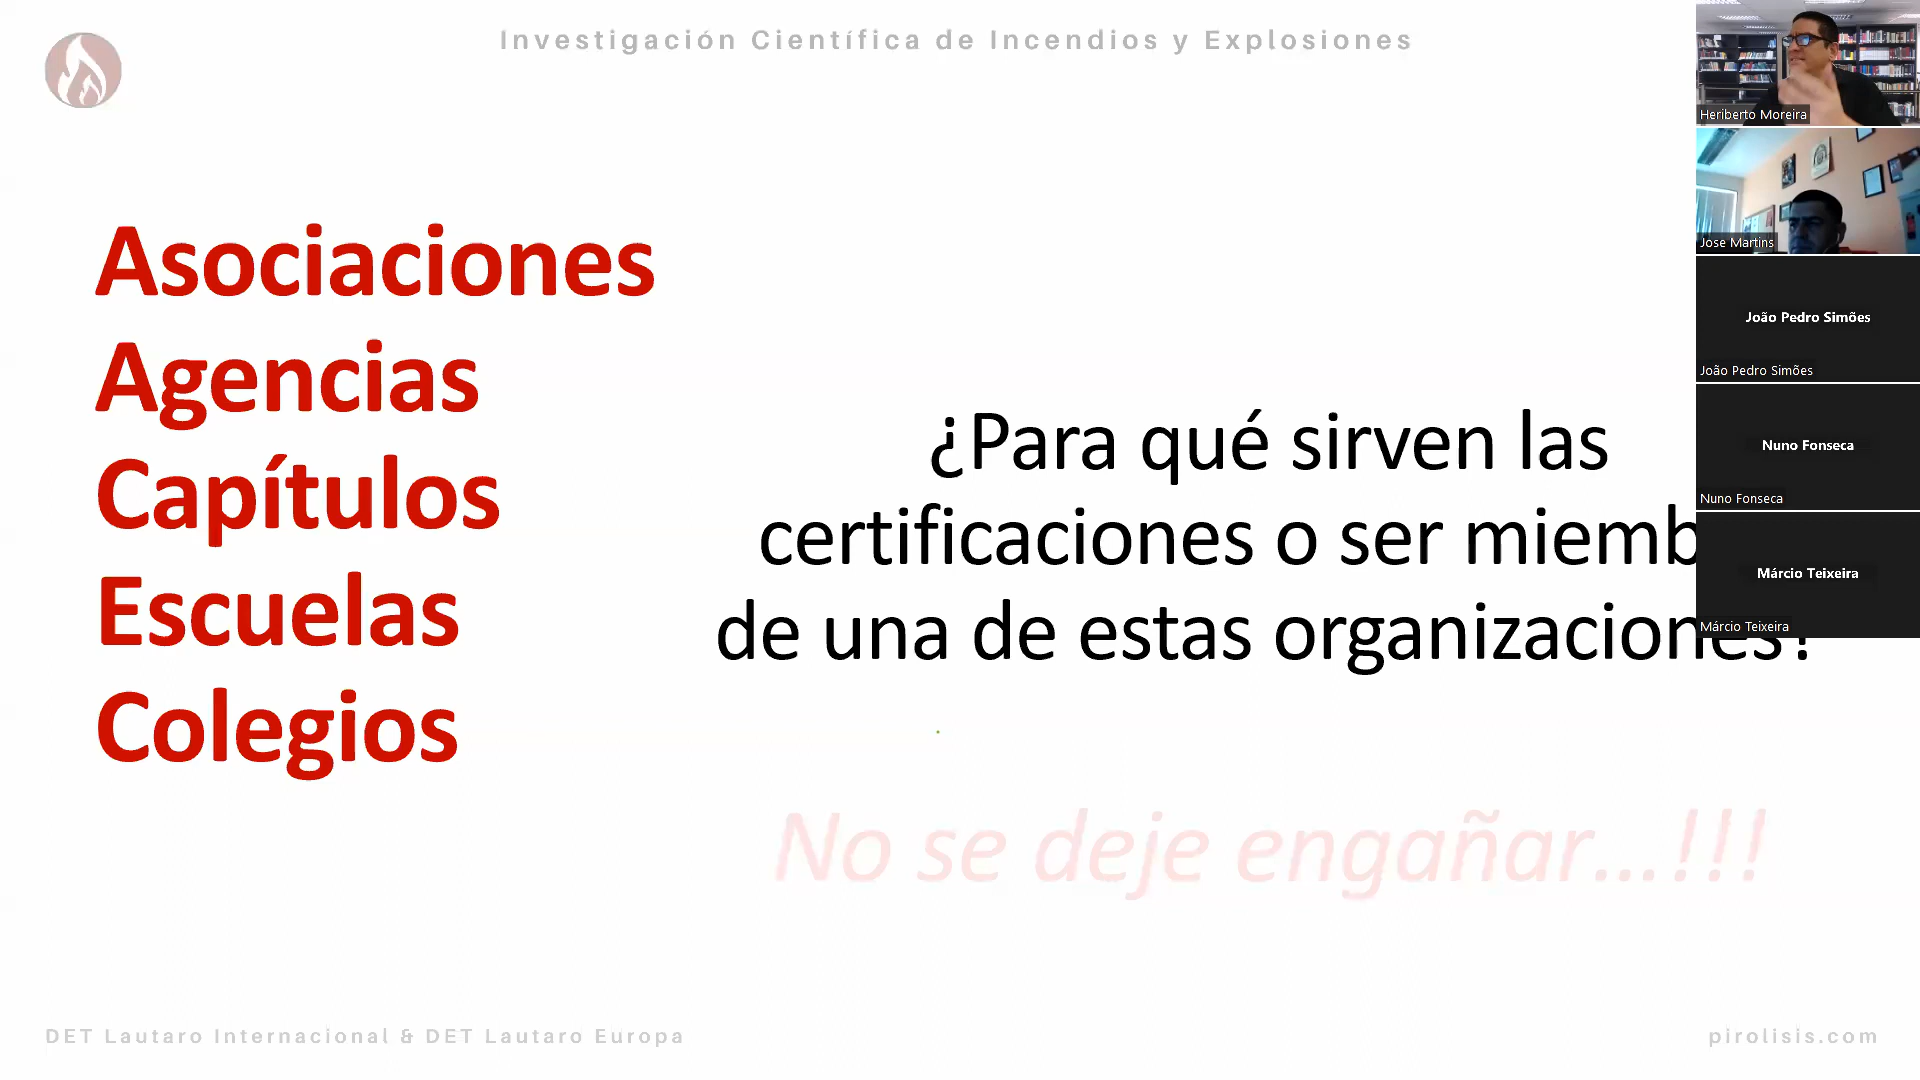 Investigación Científica de Incendios y Explosiones
Asociaciones
Agencias
Capítulos
Escuelas
Colegios
¿Para qué sirven las
certificaciones o ser miemb
de una de estas organizaciones?
No se deje engañar...!!!
DET Lautaro Internacional & DET Lautaro Europa
pirolisis.com
Heriberto Moreira
Jose Martins
João Pedro Simões
João Pedro Simões
Nuno Fonseca
Nuno Fonseca
Márcio Teixeira
Márcio Teixeira